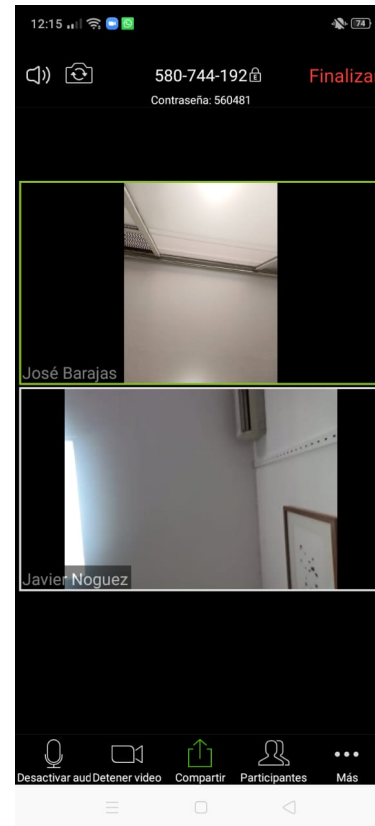 12:15 74
580-744-192 Finaliza
Contraseña: 560481
José Barajas
Javier Noguez
Desactivar aud Detener video Compartir Participantes Más